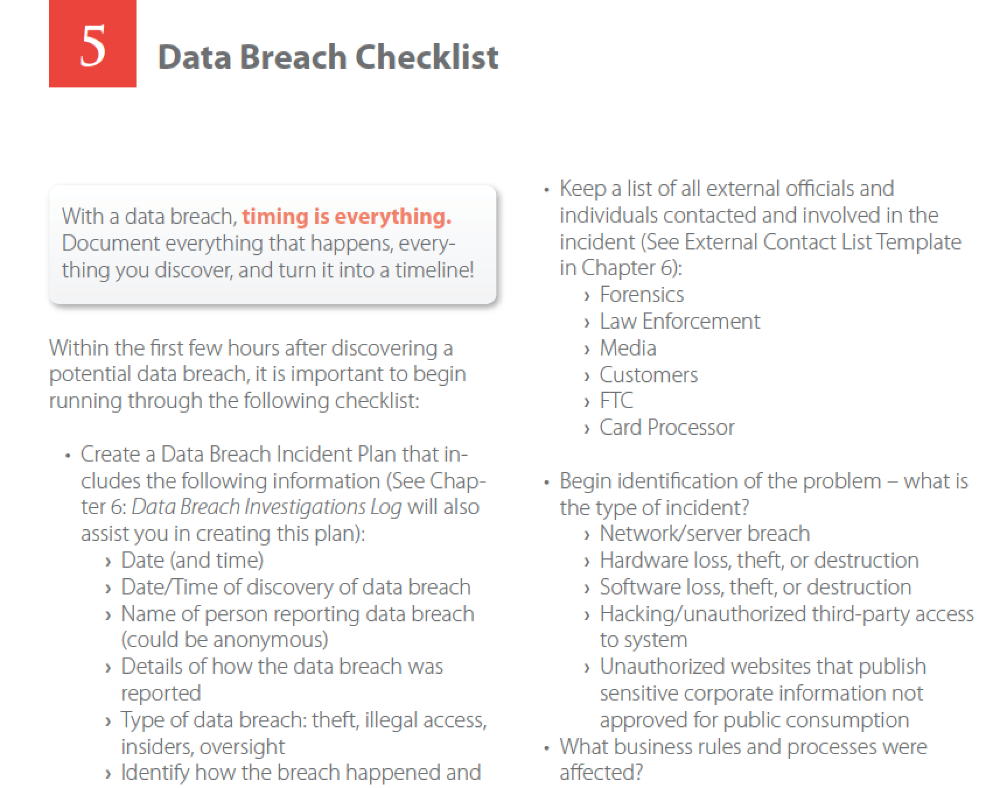 5
Data Breach Checklist
With a data breach, timing is everything.
Document everything that happens, every-
thing you discover, and turn it into a timeline!
Within the first few hours after discovering a
potential data breach, it is important to begin
running through the following checklist:
• Create a Data Breach Incident Plan that in-
cludes the following information (See Chap-
ter 6: Data Breach Investigations Log will also
assist you in creating this plan):
› Date (and time)
› Date/Time of discovery of data breach
› Name of person reporting data breach
(could be anonymous)
› Details of how the data breach was
reported
› Type of data breach: theft, illegal access,
insiders, oversight
› Identify how the breach happened and
• Keep a list of all external officials and
individuals contacted and involved in the
incident (See External Contact List Template
in Chapter 6):
› Forensics
› Law Enforcement
› Media
› Customers
› FTC
› Card Processor
• Begin identification of the problem – what is
the type of incident?
› Network/server breach
› Hardware loss, theft, or destruction
› Software loss, theft, or destruction
› Hacking/unauthorized third-party access
to system
› Unauthorized websites that publish
sensitive corporate information not
approved for public consumption
• What business rules and processes were
affected?